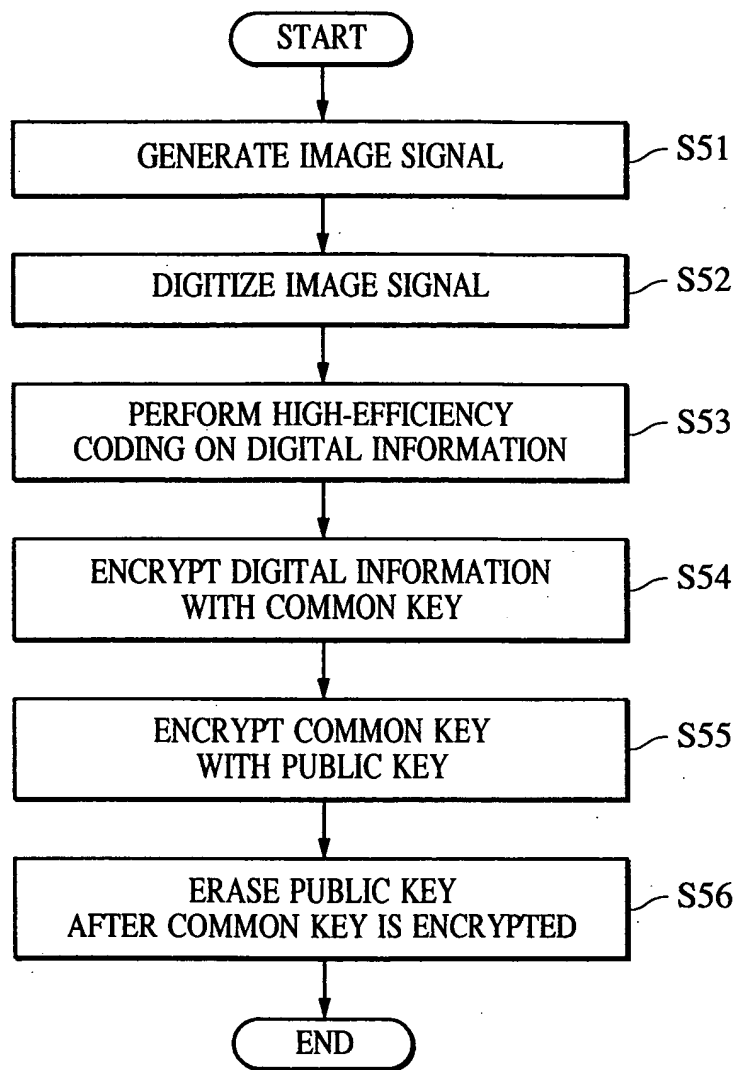 START
GENERATE IMAGE SIGNAL
S51
DIGITIZE IMAGE SIGNAL
S52
PERFORM HIGH-EFFICIENCY
CODING ON DIGITAL INFORMATION
S53
ENCRYPT DIGITAL INFORMATION
WITH COMMON KEY
S54
ENCRYPT COMMON KEY
WITH PUBLIC KEY
S55
ERASE PUBLIC KEY
AFTER COMMON KEY IS ENCRYPTED
S56
END